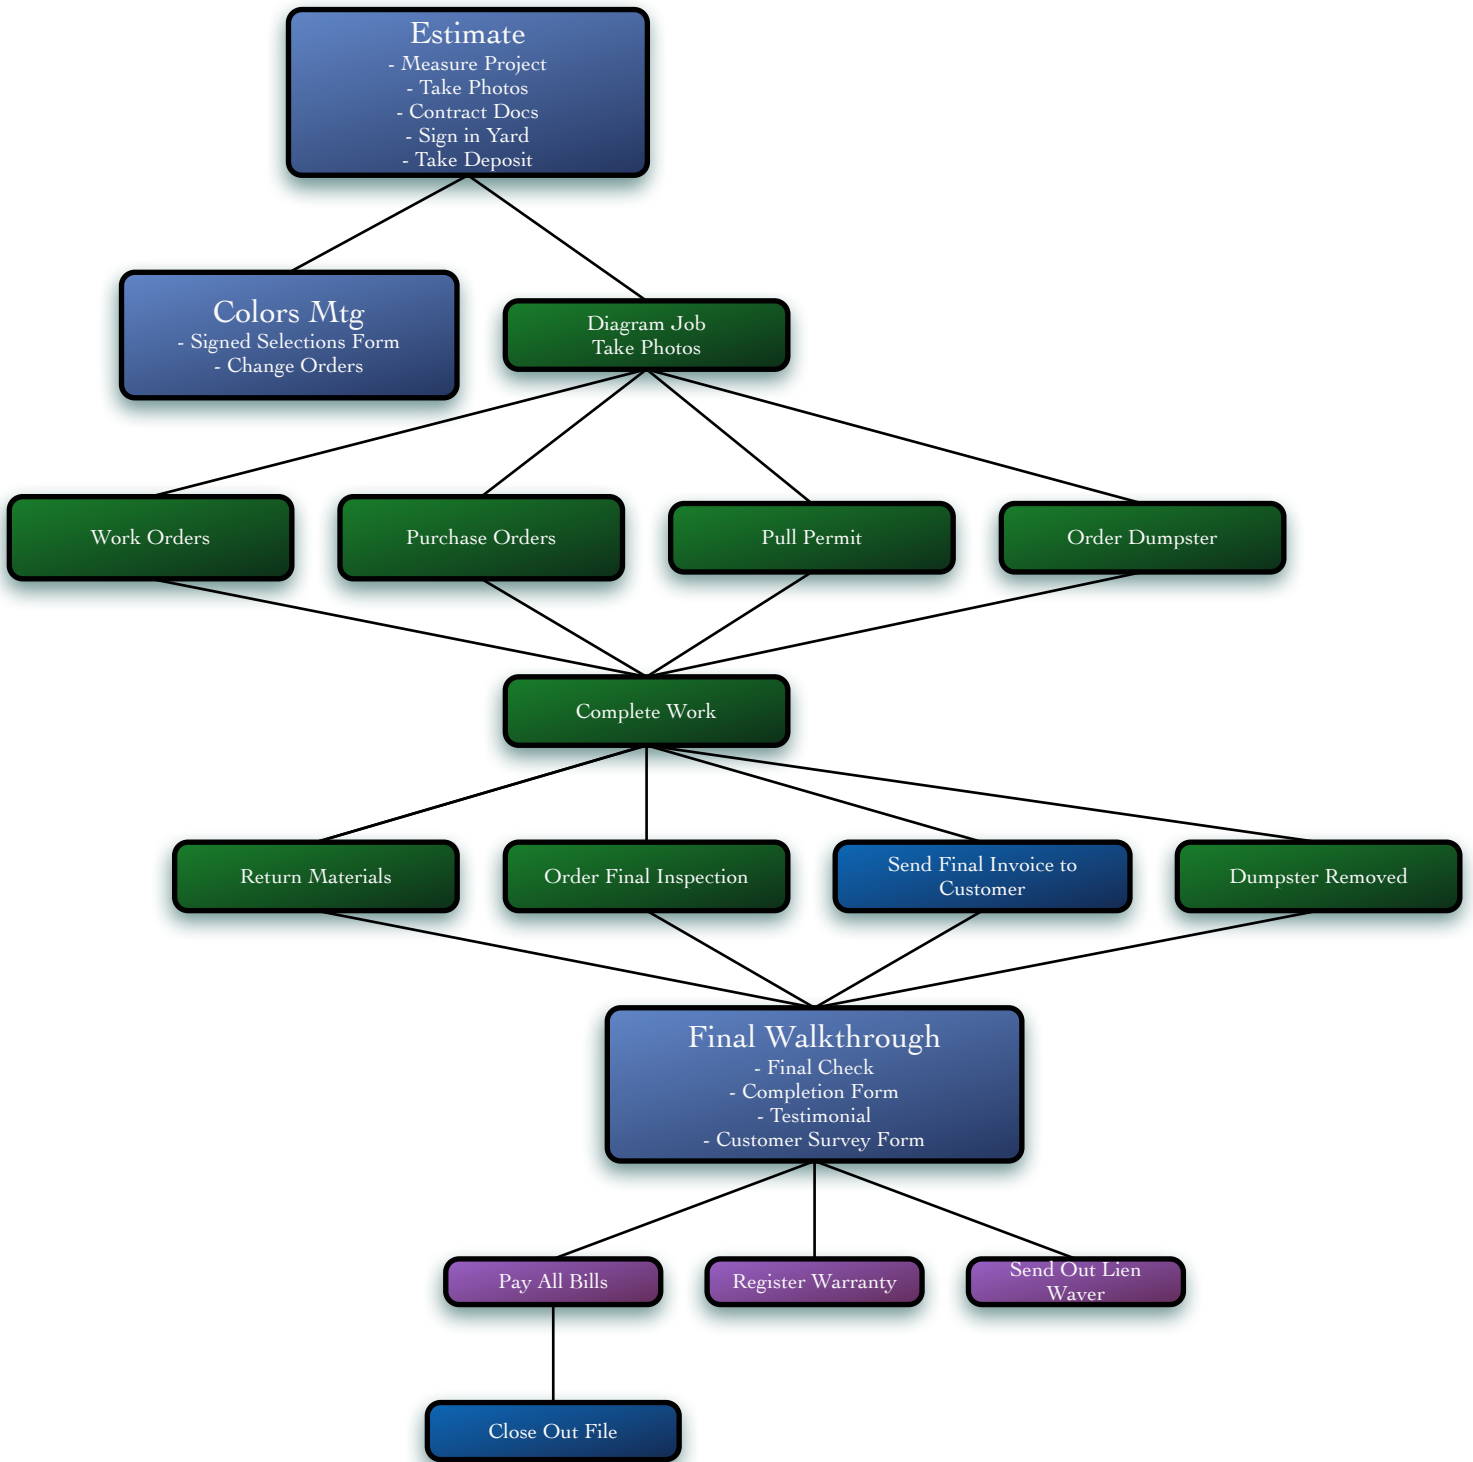 Estimate
- Measure Project
- Take Photos
- Contract Docs
- Sign in Yard
- Take Deposit
Colors Mtg
- Signed Selections Form
- Change Orders
Diagram Job
Take Photos
Work Orders
Purchase Orders
Pull Permit
Order Dumpster
Complete Work
Return Materials
Order Final Inspection
Send Final Invoice to
Customer
Dumpster Removed
Final Walkthrough
- Final Check
- Completion Form
- Testimonial
- Customer Survey Form
Pay All Bills
Register Warranty
Send Out Lien
Waver
Close Out File